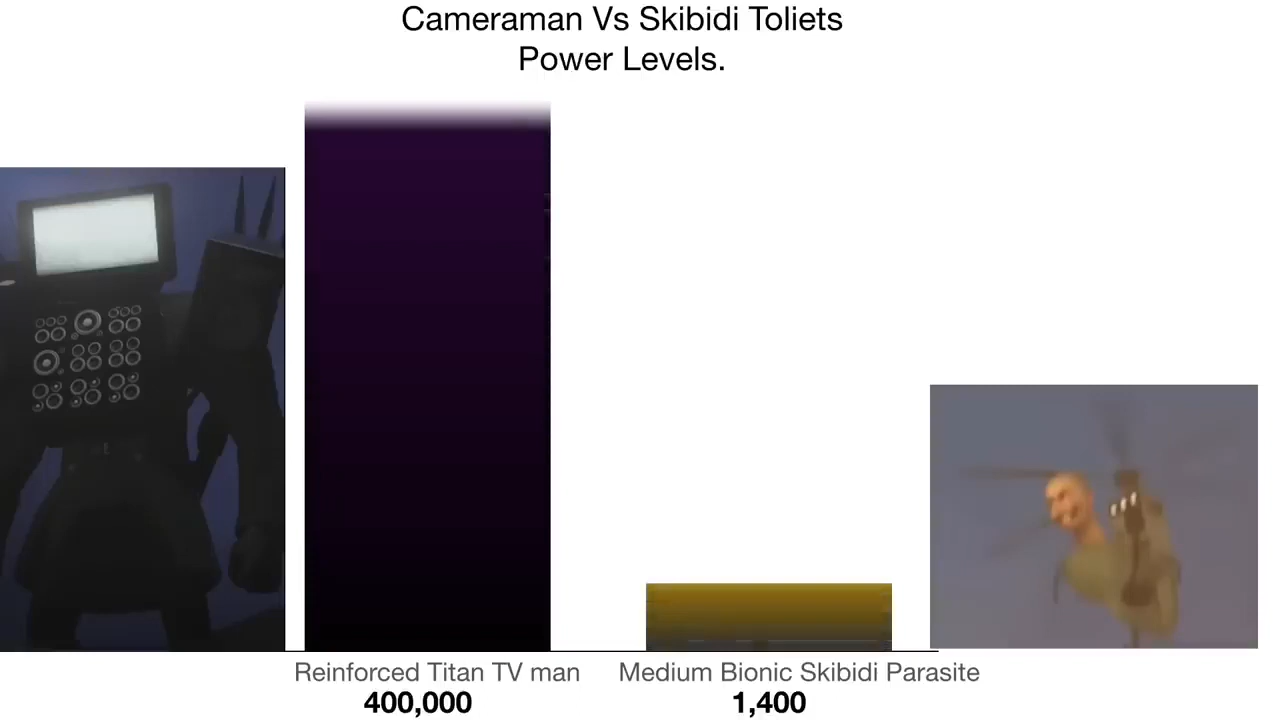 Cameraman Vs Skibidi Toliets
Power Levels.
Reinforced Titan TV man
400,000
Medium Bionic Skibidi Parasite
1,400